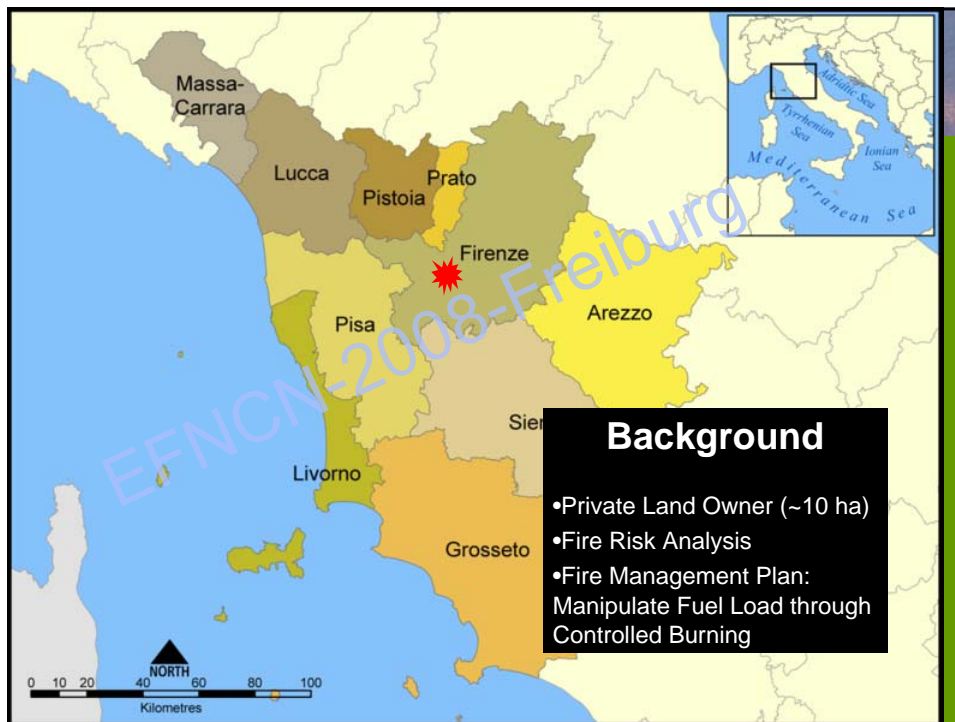 Massa-
Carrara
Lucca
Pistoia
Prato
Firenze
Pisa
Arezzo
Sien
Livorno
Grosseto
Adriatic Sea
Tyrrhenian
Sea
Ionian
Sea
Mediterranean Sea
EFNCN-2008-Freiburg
Background
•Private Land Owner (~10 ha)
•Fire Risk Analysis
•Fire Management Plan:
Manipulate Fuel Load through
Controlled Burning
NORTH
0 10 20 40 60 80 100
Kilometres